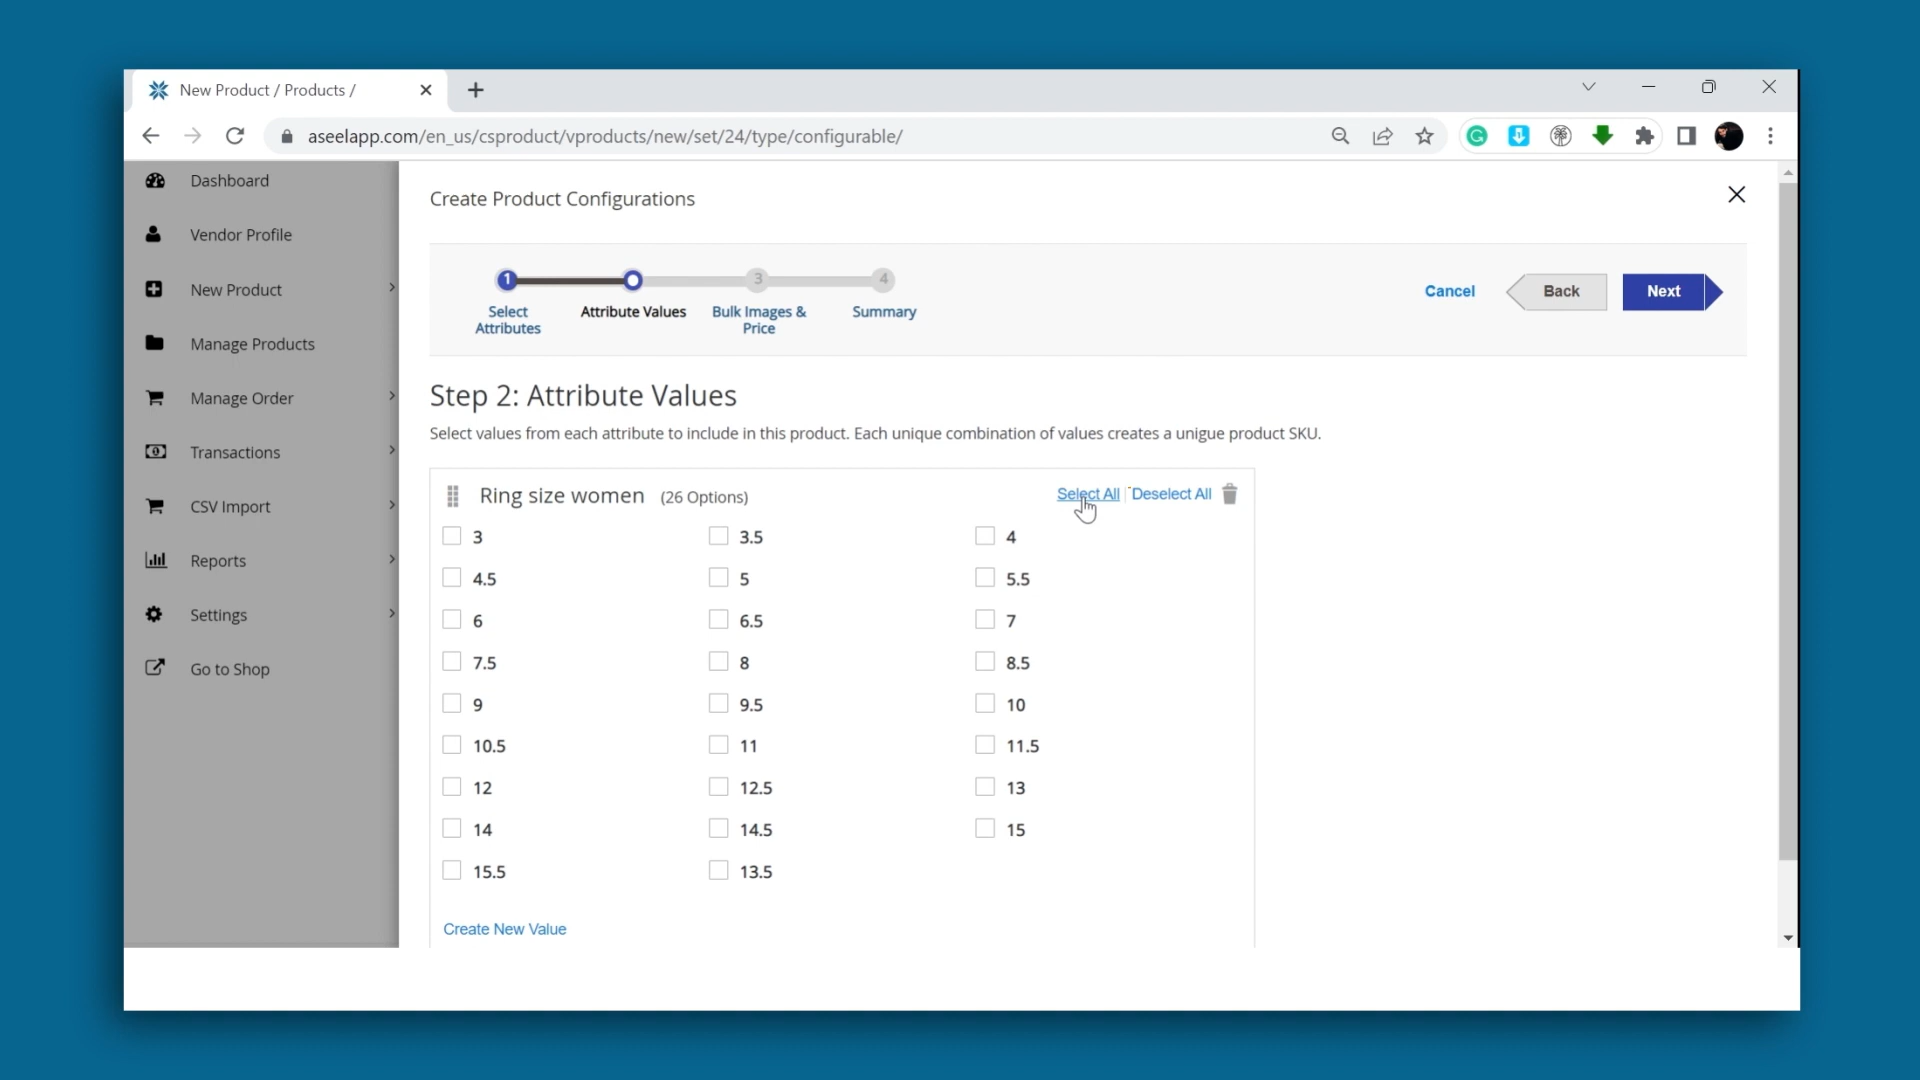 New Product / Products /
aseelapp.com/en_us/csproduct/vproducts/new/set/24/type/configurable/
Dashboard
Vendor Profile
New Product
Manage Products
Manage Order
Transactions
CSV Import
Reports
Settings
Go to Shop
Create Product Configurations
1 3 4
Select Attribute Values Bulk Images & Summary
Attributes Price
Cancel Back Next
Step 2: Attribute Values
Select values from each attribute to include in this product. Each unique combination of values creates a unigue product SKU.
Ring size women (26 Options) Select All Deselect All
3 3.5 4
4.5 5 5.5
6 6.5 7
7.5 8 8.5
9 9.5 10
10.5 11 11.5
12 12.5 13
14 14.5 15
15.5 13.5
Create New Value